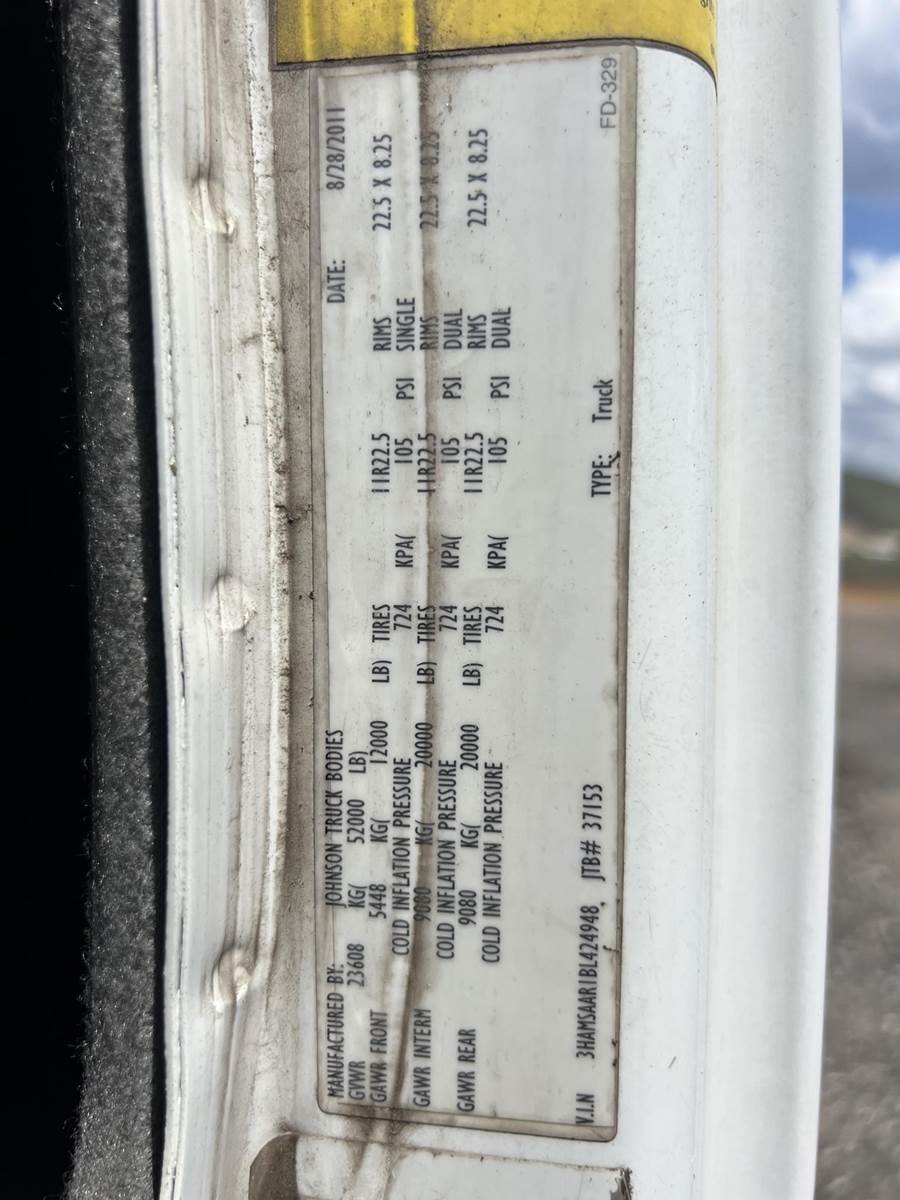 MANUFACTURED BY: JOHNSON TRUCK BODIES DATE: 8/28/2011
GVWR 23608 KG( 52000 LB)
GAWR FRONT 5448 KG( 12000 LB) TIRES 11R22.5 RIMS 22.5 X 8.25
COLD INFLATION PRESSURE 724 KPA( 105 PSI SINGLE
GAWR INTERM 9080 KG( 20000 LB) TIRES 11R22.5 RIMS 22.5 X 8.25
COLD INFLATION PRESSURE 724 KPA( 105 PSI DUAL
GAWR REAR 9080 KG( 20000 LB) TIRES 11R22.5 RIMS 22.5 X 8.25
COLD INFLATION PRESSURE 724 KPA( 105 PSI DUAL
V.I.N 3HAMSAAR1BL424948, JTB# 37153 TYPE: Truck
FD-329